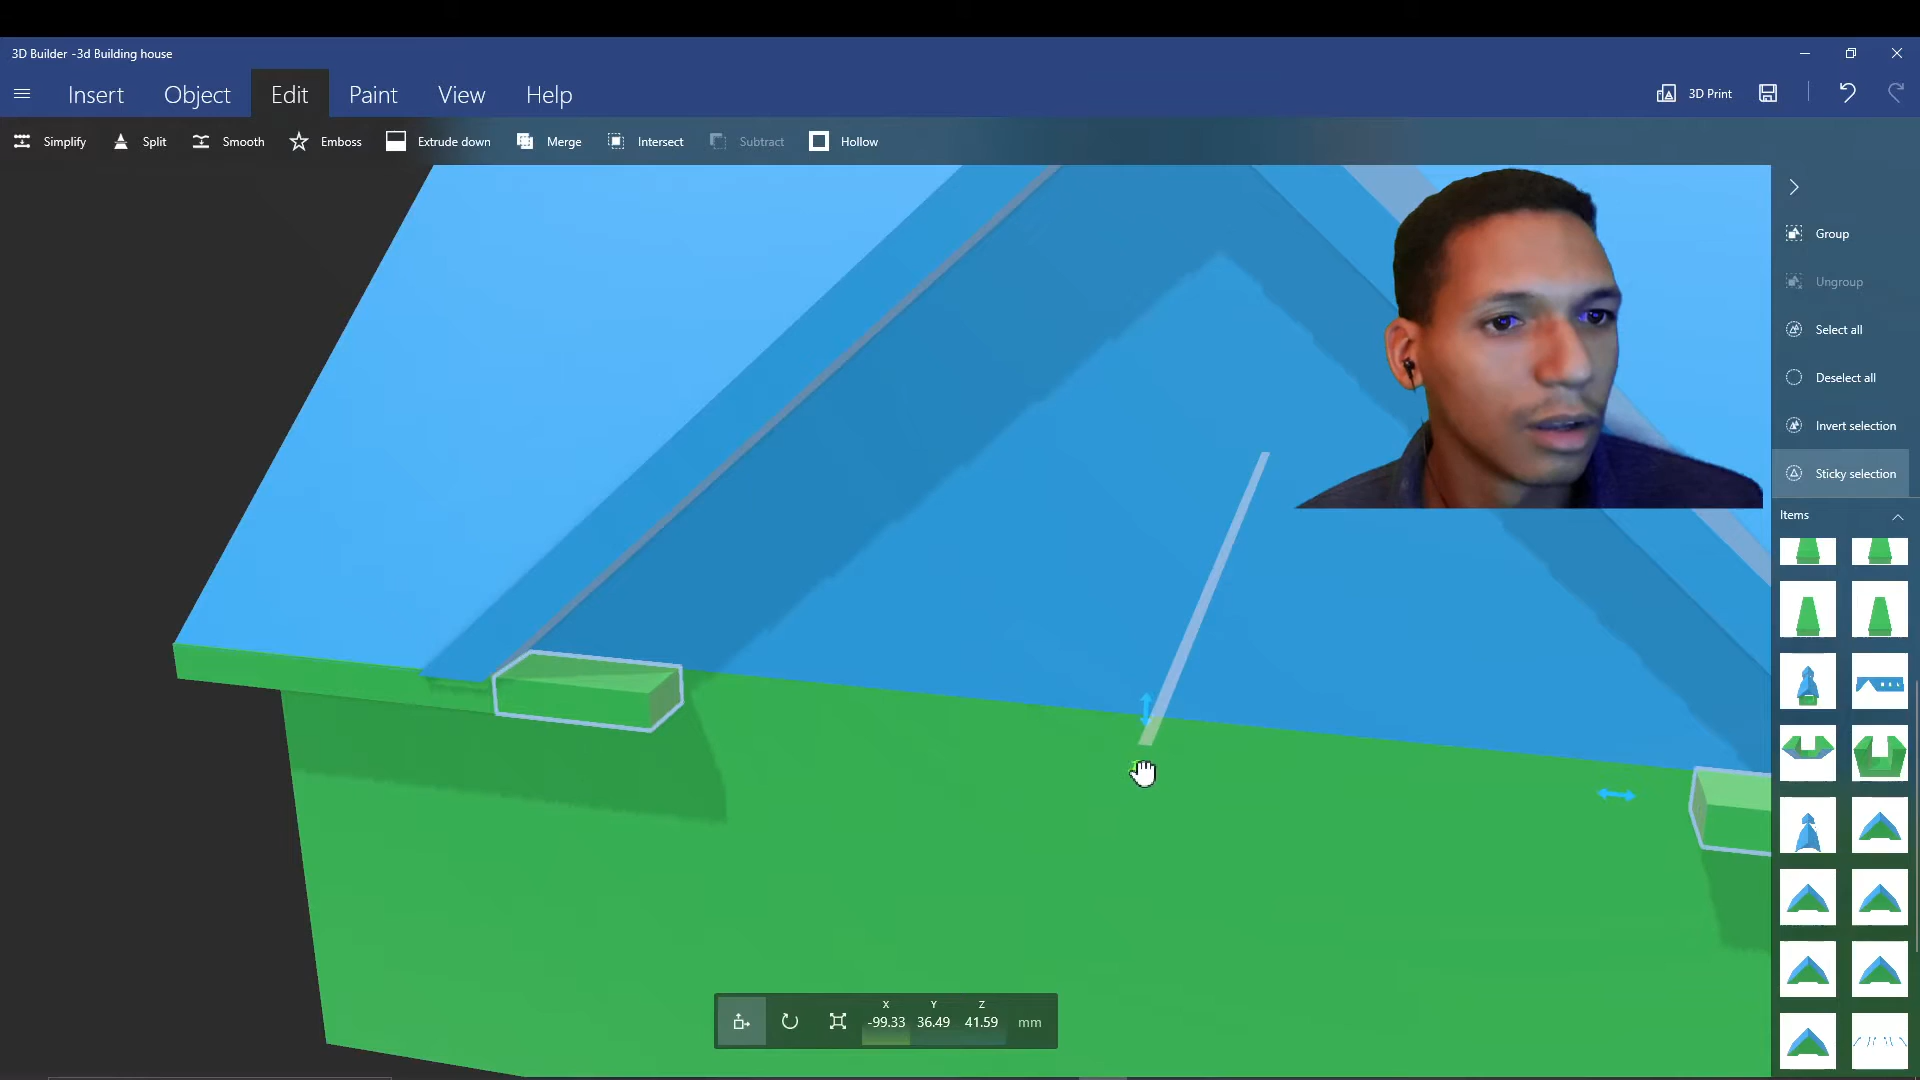 3D Builder -3d Building house
Insert Object Edit Paint View Help
3D Print
Simplify Split Smooth Emboss Extrude down Merge Intersect Subtract Hollow
Group
Ungroup
Select all
Deselect all
Invert selection
Sticky selection
Items
X Y Z
-99.33 36.49 41.59 mm